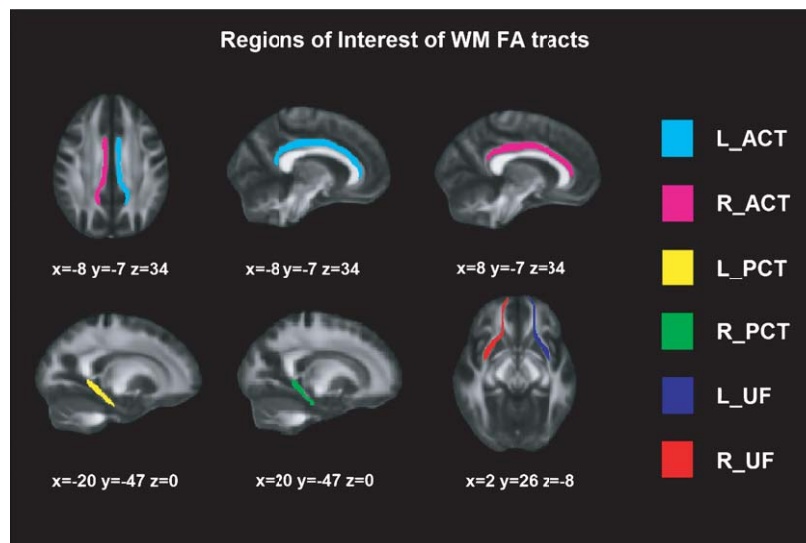 Regions of Interest of WM FA tracts
x=-8 y=-7 z=34
x=-8 y=-7 z=34
x=8 y=-7 z=34
x=-20 y=-47 z=0
x=20 y=-47 z=0
x=2 y=26 z=-8
L_ACT
R_ACT
L_PCT
R_PCT
L_UF
R_UF